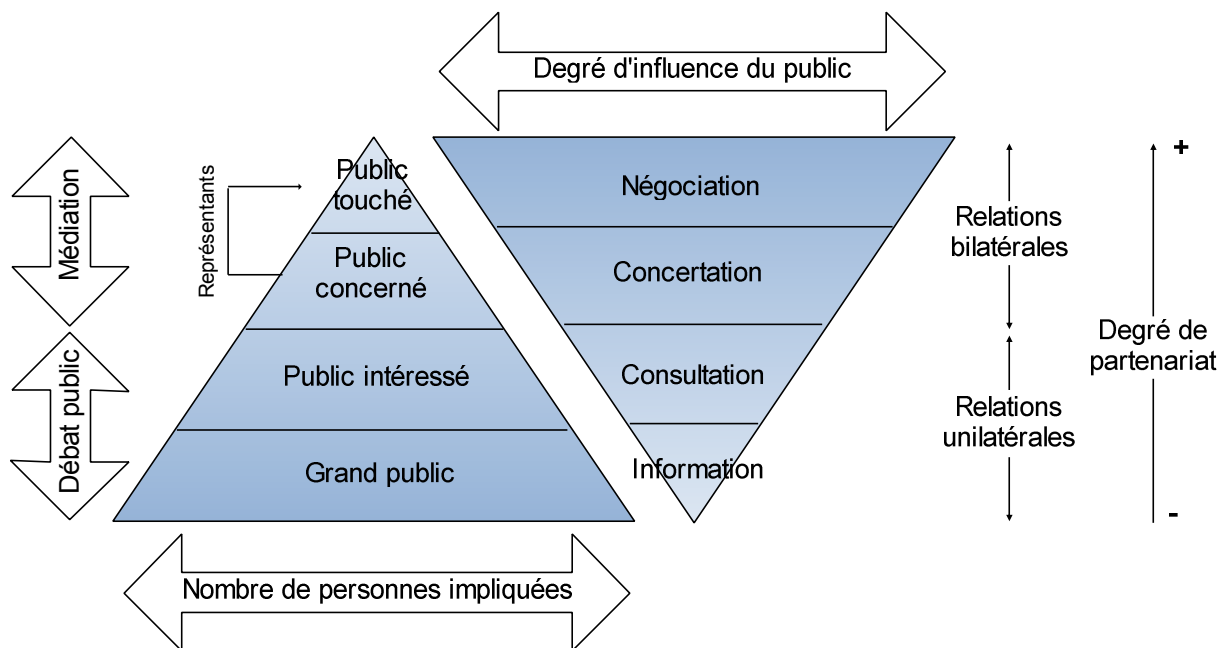 Degré d'influence du public
Médiation
Représentants
Public
touché
Négociation
+
Relations
bilatérales
Public
concerné
Concertation
Degré de
partenariat
Débat public
Public intéressé
Consultation
Relations
unilatérales
Grand public
Information
-
Nombre de personnes impliquées